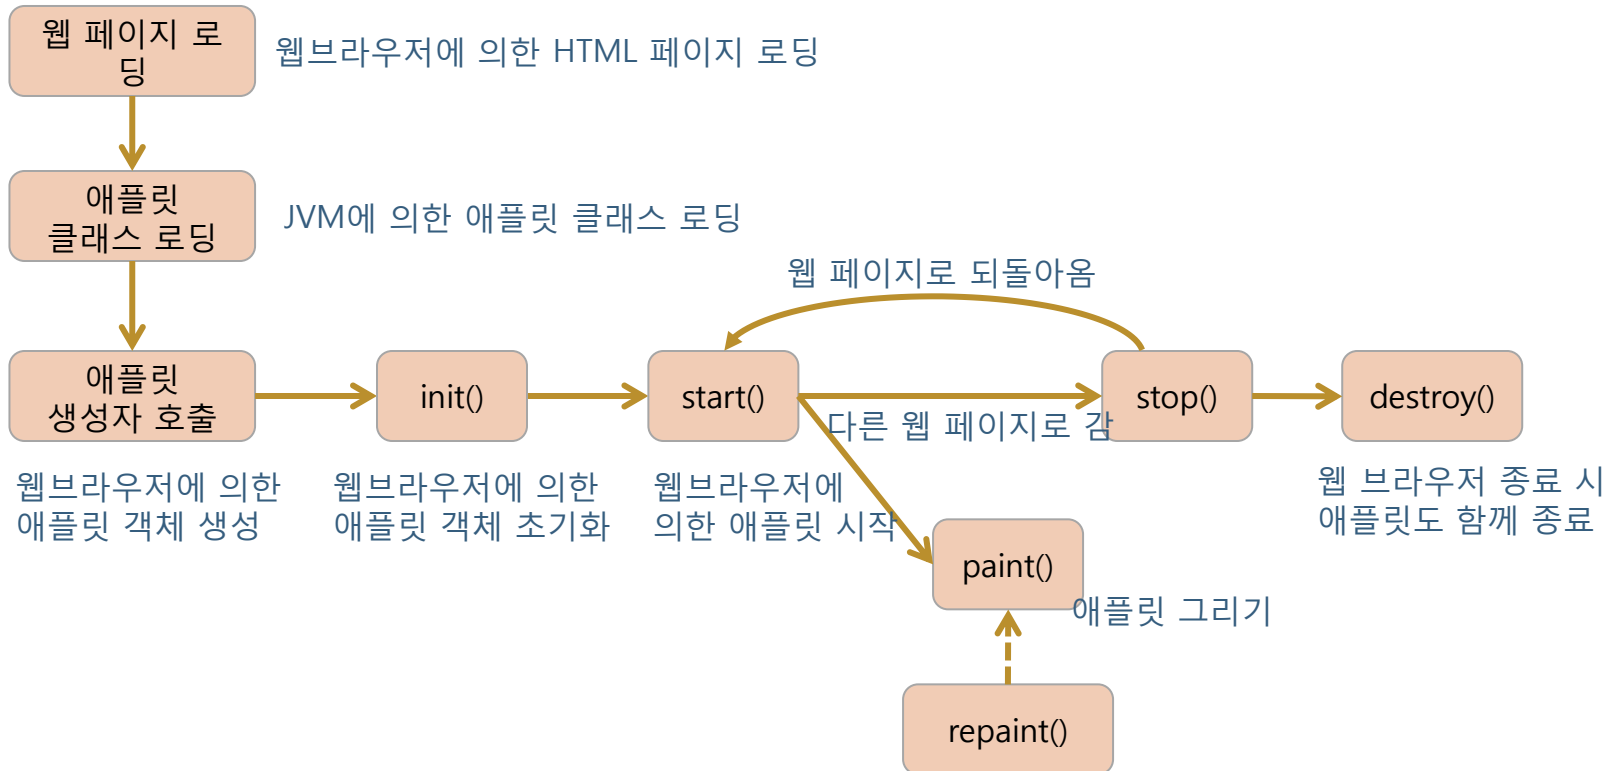 웹 페이지 로
딩
웹브라우저에 의한 HTML 페이지 로딩
애플릿
클래스 로딩
JVM에 의한 애플릿 클래스 로딩
웹 페이지로 되돌아옴
애플릿
생성자 호출
init()
start()
stop()
destroy()
다른 웹 페이지로 감
웹브라우저에 의한
애플릿 객체 생성
웹브라우저에 의한
애플릿 객체 초기화
웹브라우저에
의한 애플릿 시작
웹 브라우저 종료 시
애플릿도 함께 종료
paint()
애플릿 그리기
repaint()